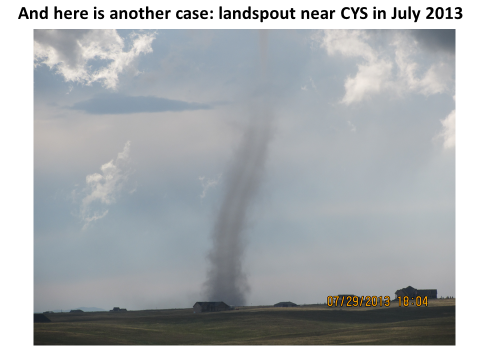 And here is another case: landspout near CYS in July 2013
07/29/2013 18:04